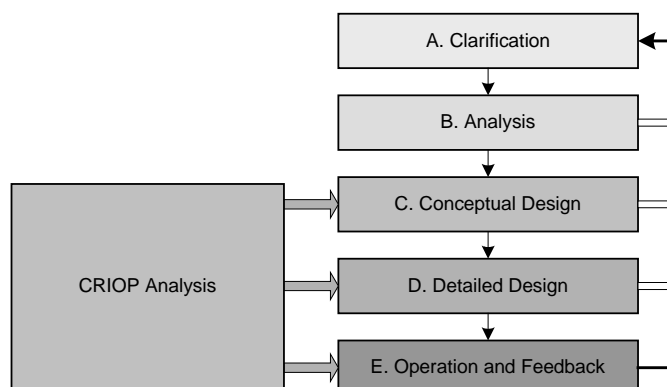 A. Clarification
B. Analysis
C. Conceptual Design
CRIOP Analysis
D. Detailed Design
E. Operation and Feedback